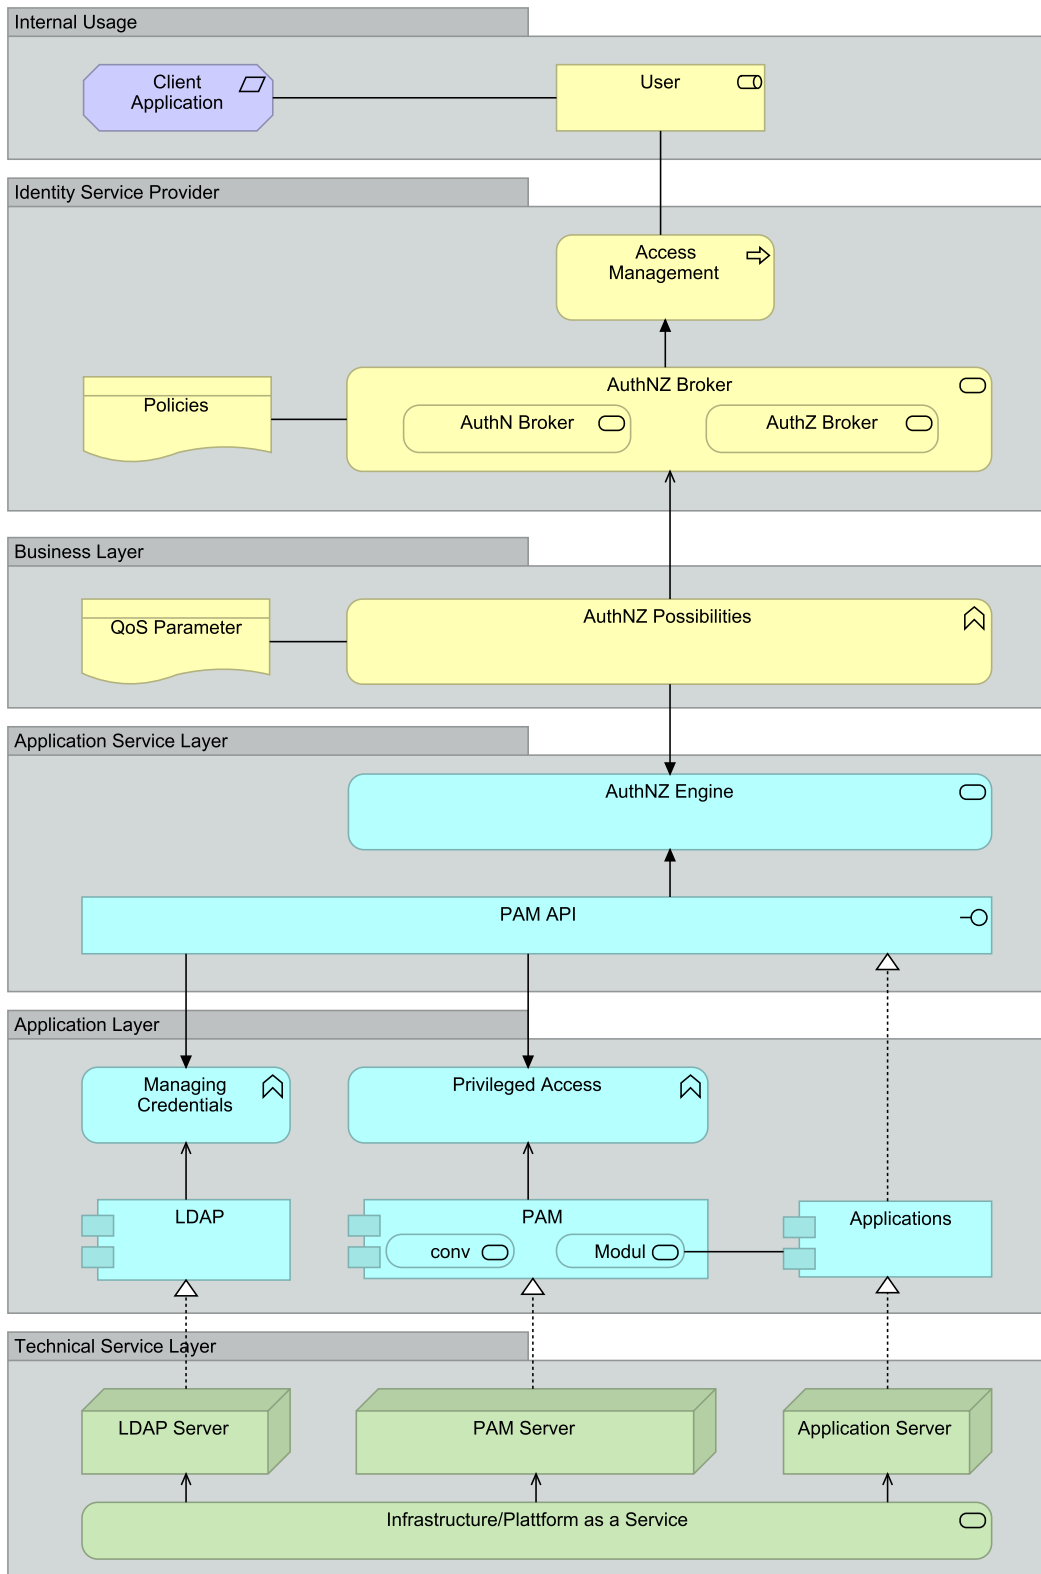 Internal Usage
Client
Application
User
Identity Service Provider
Access
Management
AuthNZ Broker
Policies
AuthN Broker
AuthZ Broker
Business Layer
QoS Parameter
AuthNZ Possibilities
Application Service Layer
AuthNZ Engine
PAM API
Application Layer
Managing
Credentials
Privileged Access
LDAP
PAM
Applications
conv
Modul
Technical Service Layer
LDAP Server
PAM Server
Application Server
Infrastructure/Plattform as a Service